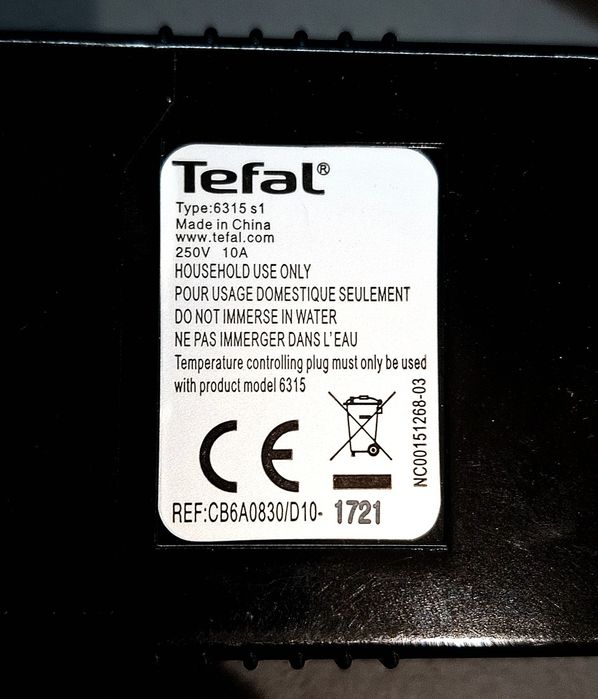 Tefal®
Type:6315 s1
Made in China
www.tefal.com
250V 10A
HOUSEHOLD USE ONLY
POUR USAGE DOMESTIQUE SEULEMENT
DO NOT IMMERSE IN WATER
NE PAS IMMERGER DANS L'EAU
Temperature controlling plug must only be used
with product model 6315
CE
NC00151268-03
REF:CB6A0830/D10- 1721